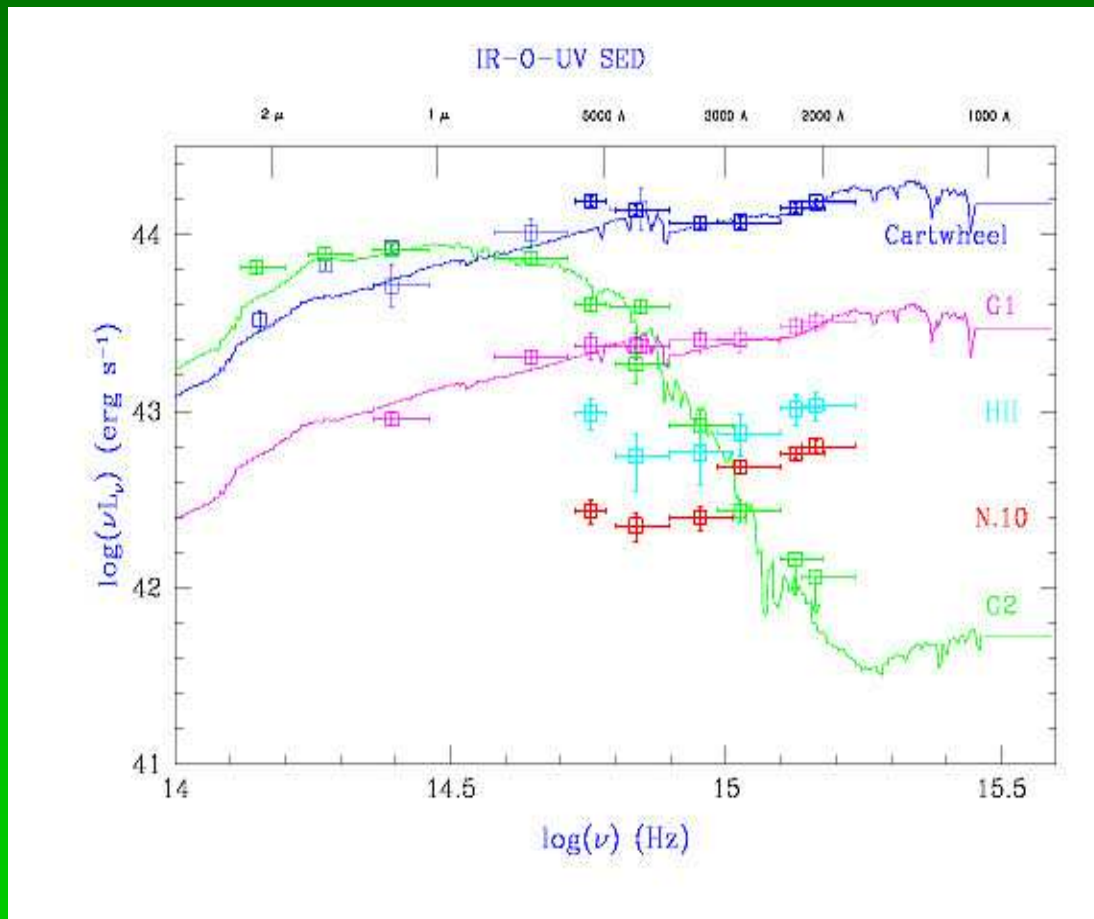 IR-O-UV SED
2 μ 1 μ 5000 A 3000 A 2000 A 1000 A
44
43
42
41
log(νLν) (erg s⁻¹)
Cartwheel
G1
HII
N.10
G2
14 14.5 15 15.5
log(ν) (Hz)